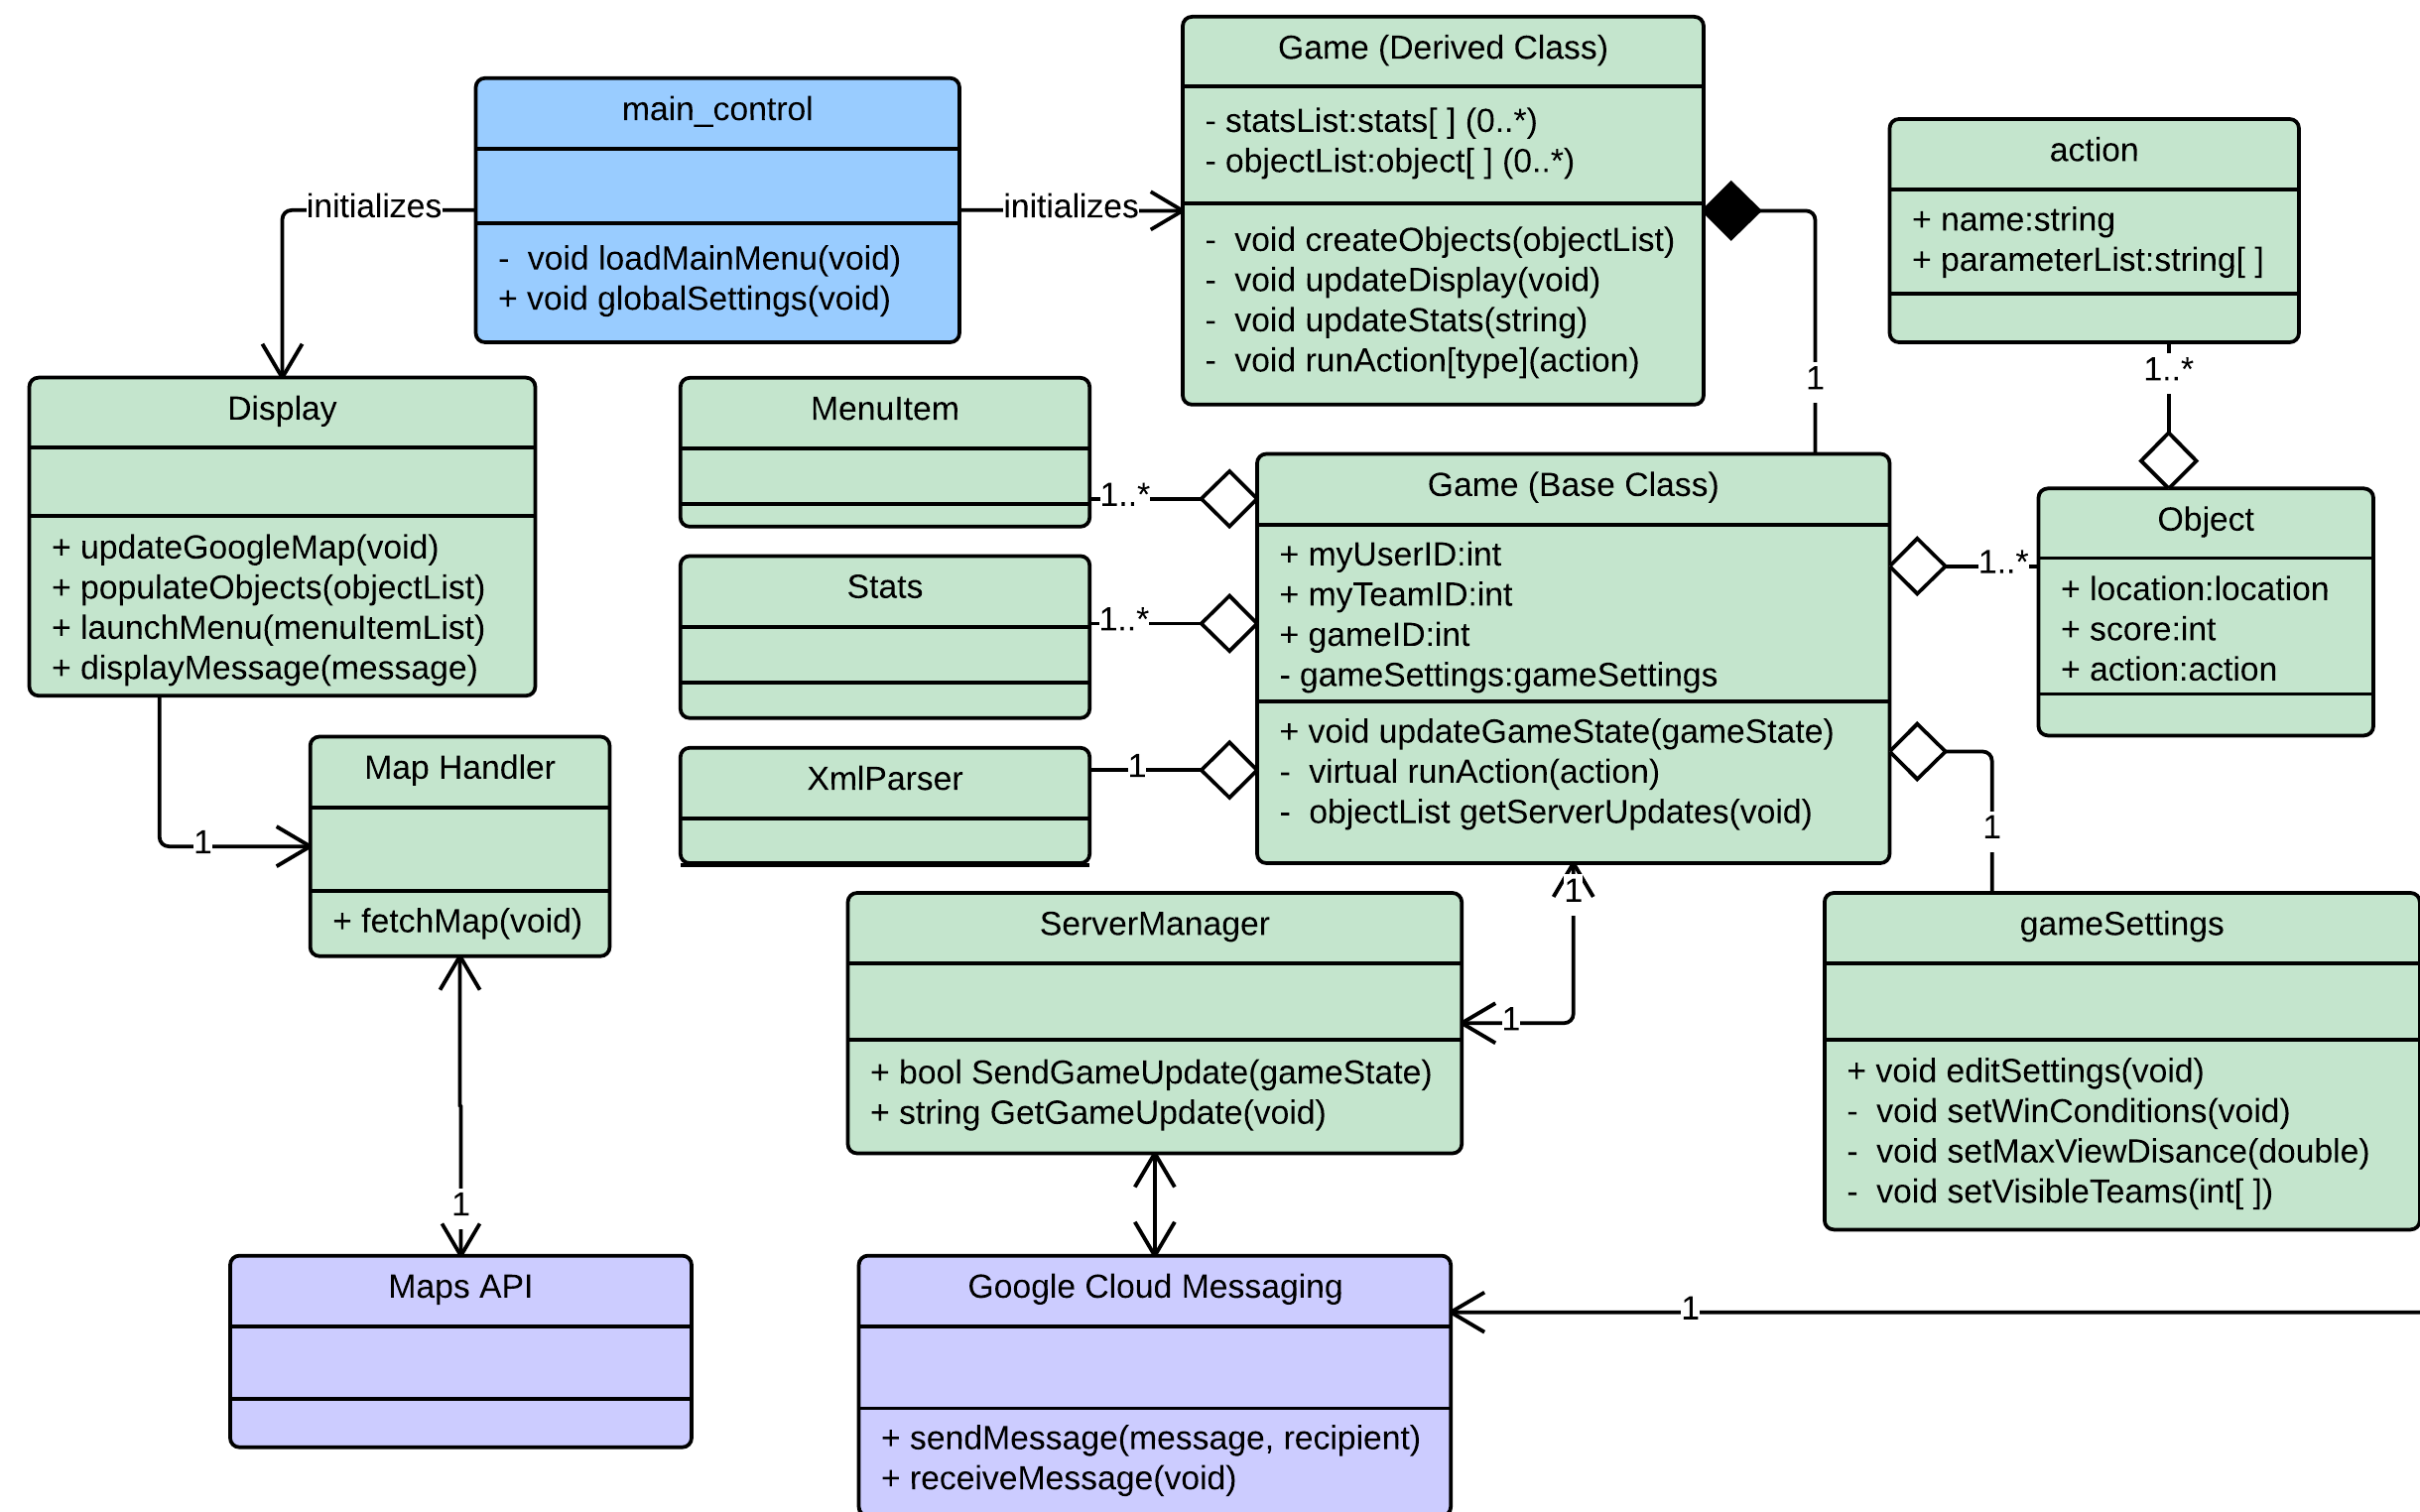 main_control
-  void loadMainMenu(void)
+ void globalSettings(void)
initializes
initializes
Game (Derived Class)
- statsList:stats[ ] (0..*)
- objectList:object[ ] (0..*)
-  void createObjects(objectList)
-  void updateDisplay(void)
-  void updateStats(string)
-  void runAction[type](action)
1
action
+ name:string
+ parameterList:string[ ]
1..*
Display
+ updateGoogleMap(void)
+ populateObjects(objectList)
+ launchMenu(menuItemList)
+ displayMessage(message)
1
MenuItem
1..*
Stats
1..*
XmlParser
1
Game (Base Class)
+ myUserID:int
+ myTeamID:int
+ gameID:int
- gameSettings:gameSettings
+ void updateGameState(gameState)
-  virtual runAction(action)
-  objectList getServerUpdates(void)
1..*
Object
+ location:location
+ score:int
+ action:action
1
Map Handler
+ fetchMap(void)
1
ServerManager
+ bool SendGameUpdate(gameState)
+ string GetGameUpdate(void)
1
1
gameSettings
+ void editSettings(void)
-  void setWinConditions(void)
-  void setMaxViewDisance(double)
-  void setVisibleTeams(int[ ])
Maps API
Google Cloud Messaging
+ sendMessage(message, recipient)
+ receiveMessage(void)
1